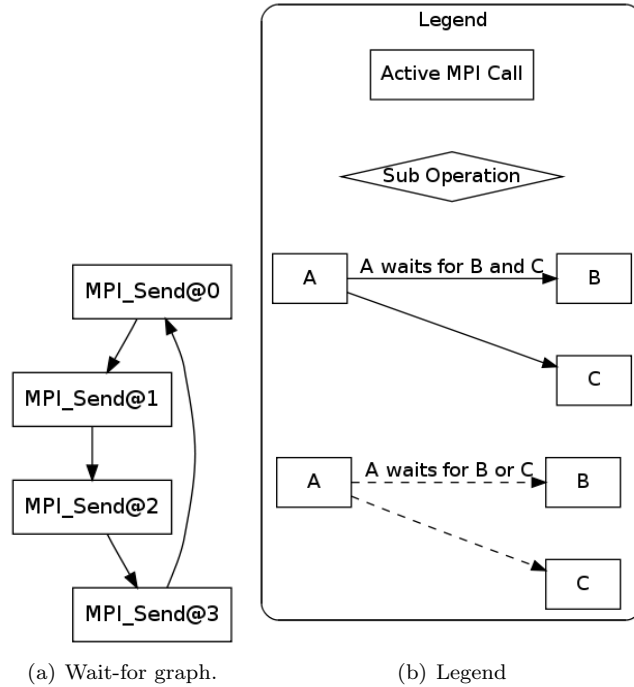 MPI_Send@0
MPI_Send@1
MPI_Send@2
MPI_Send@3
(a) Wait-for graph.
Legend
Active MPI Call
Sub Operation
A
A waits for B and C
B
C
A
A waits for B or C
B
C
(b) Legend